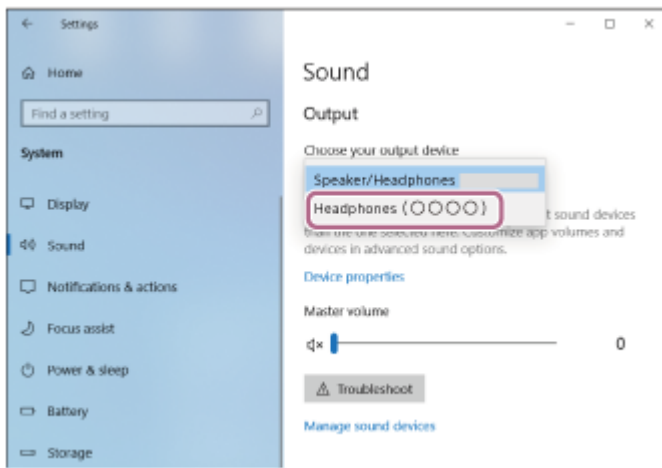 Settings
Home
Find a setting
System
Display
Sound
Notifications & actions
Focus assist
Power & sleep
Battery
Storage
Sound
Output
Choose your output device
Speaker/Headphones
Headphones (○○○○)
t sound devices
than the one selected here. Customize app volumes and
devices in advanced sound options.
Device properties
Master volume
0
Troubleshoot
Manage sound devices